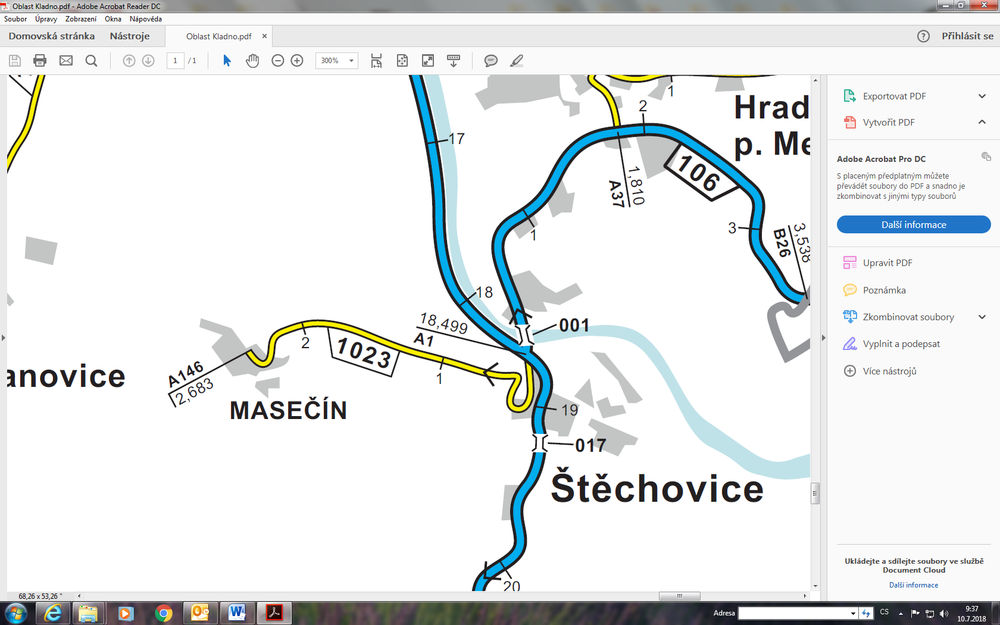 Oblast Kladno.pdf - Adobe Acrobat Reader DC
Soubor Úpravy Zobrazení Okna Nápověda
Domovská stránka Nástroje Oblast Kladno.pdf × ? Přihlásit se
1 / 1 300%
1
2
Hrad
p. Me
17
106
1,810
A37
1
3
3,538
B26
18
18,499
A1
001
2
1023
1
A146
2,683
anovice
MASEČÍN
19
017
Štěchovice
20
68,26 x 53,26 "
Exportovat PDF
Vytvořit PDF
Adobe Acrobat Pro DC
S placeným předplatným můžete
převádět soubory do PDF a snadno je
zkombinovat s jinými typy souborů
Další informace
Upravit PDF
Poznámka
Zkombinovat soubory
Vyplnit a podepsat
Více nástrojů
Ukládejte a sdílejte soubory ve službě
Document Cloud
Další informace
Adresa
CS
9:37
10.7.2018